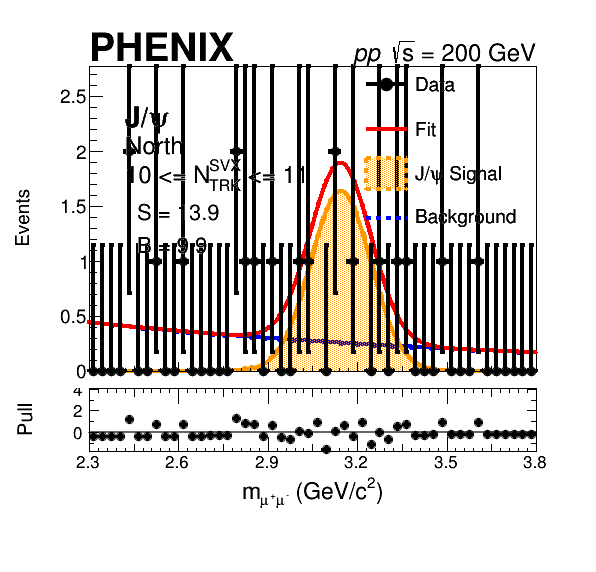 PHENIX pp √s = 200 GeV
J/ψ
North
10 <= N^SVX_TRK <= 11
S = 13.9
B = 9.9
Data
Fit
J/ψ Signal
Background
Events
2.5
2
1.5
1
0.5
0
Pull
4
2
0
2.3 2.6 2.9 3.2 3.5 3.8
m_μ⁺μ⁻ (GeV/c²)